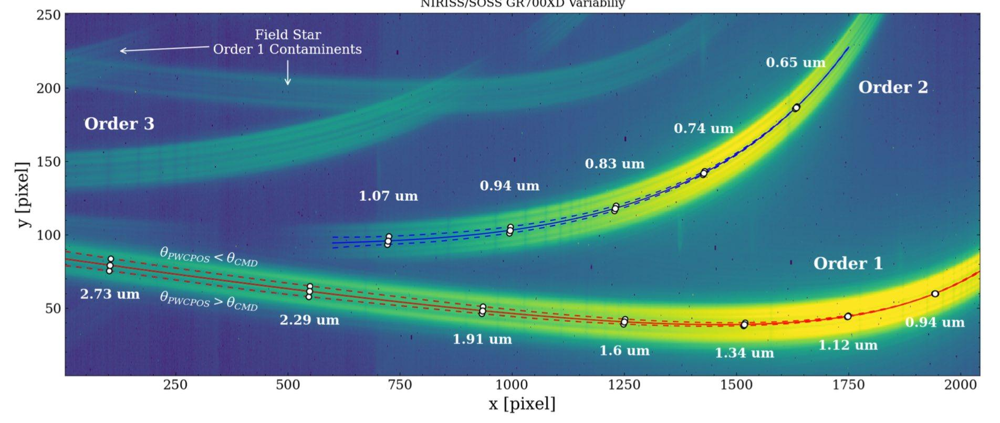 NIRISS/SOSS GR700XD Variabiliy
250
200
150
100
50
y [pixel]
Field Star
Order 1 Contaminents
Order 3
Order 2
Order 1
0.65 um
0.74 um
0.83 um
0.94 um
1.07 um
θPWCPOS < θCMD
θPWCPOS > θCMD
2.73 um
2.29 um
1.91 um
1.6 um
1.34 um
1.12 um
0.94 um
250 500 750 1000 1250 1500 1750 2000
x [pixel]